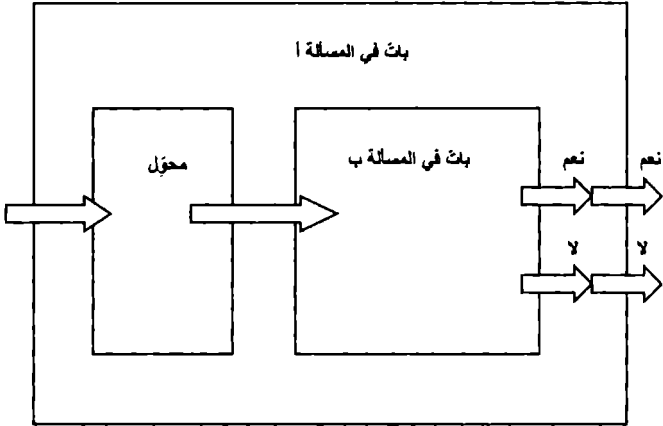 باتّ في المسألة أ
محوِّل
باتّ في المسألة ب
نعم
نعم
لا
لا